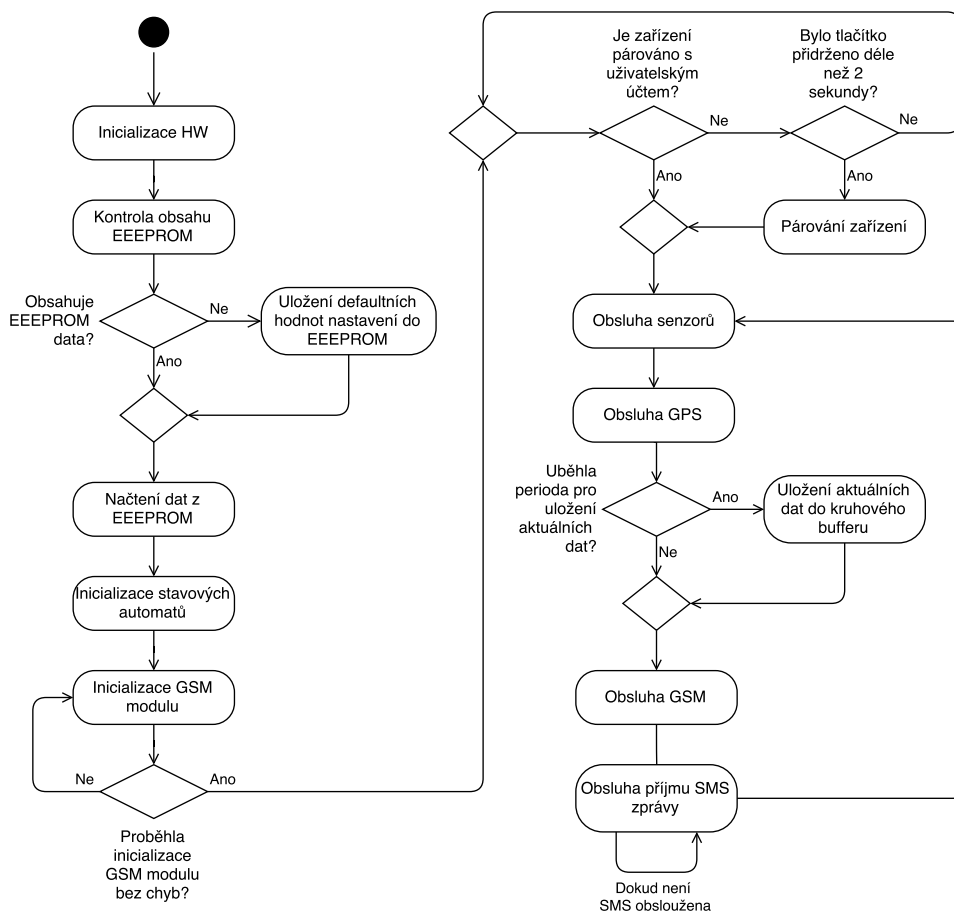 Inicializace HW
Kontrola obsahu
EEEPROM
Obsahuje
EEEPROM
data?
Ne
Uložení defaultních
hodnot nastavení do
EEEPROM
Ano
Načtení dat z
EEEPROM
Inicializace stavových
automatů
Inicializace GSM
modulu
Ne
Ano
Proběhla
inicializace
GSM modulu
bez chyb?
Je zařízení
párováno s
uživatelským
účtem?
Ne
Ano
Bylo tlačítko
přidrženo déle
než 2
sekundy?
Ne
Ano
Párování zařízení
Obsluha senzorů
Obsluha GPS
Uběhla
perioda pro
uložení
aktuálních
dat?
Ano
Uložení aktuálních
dat do kruhového
bufferu
Ne
Obsluha GSM
Obsluha příjmu SMS
zprávy
Dokud není
SMS obsloužena